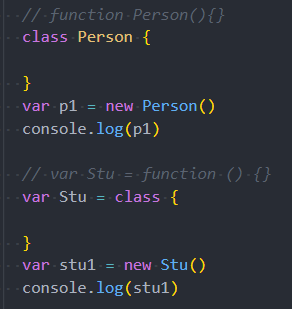 // function Person(){}
class Person {
}
var p1 = new Person()
console.log(p1)
// var Stu = function () {}
var Stu = class {
}
var stu1 = new Stu()
console.log(stu1)